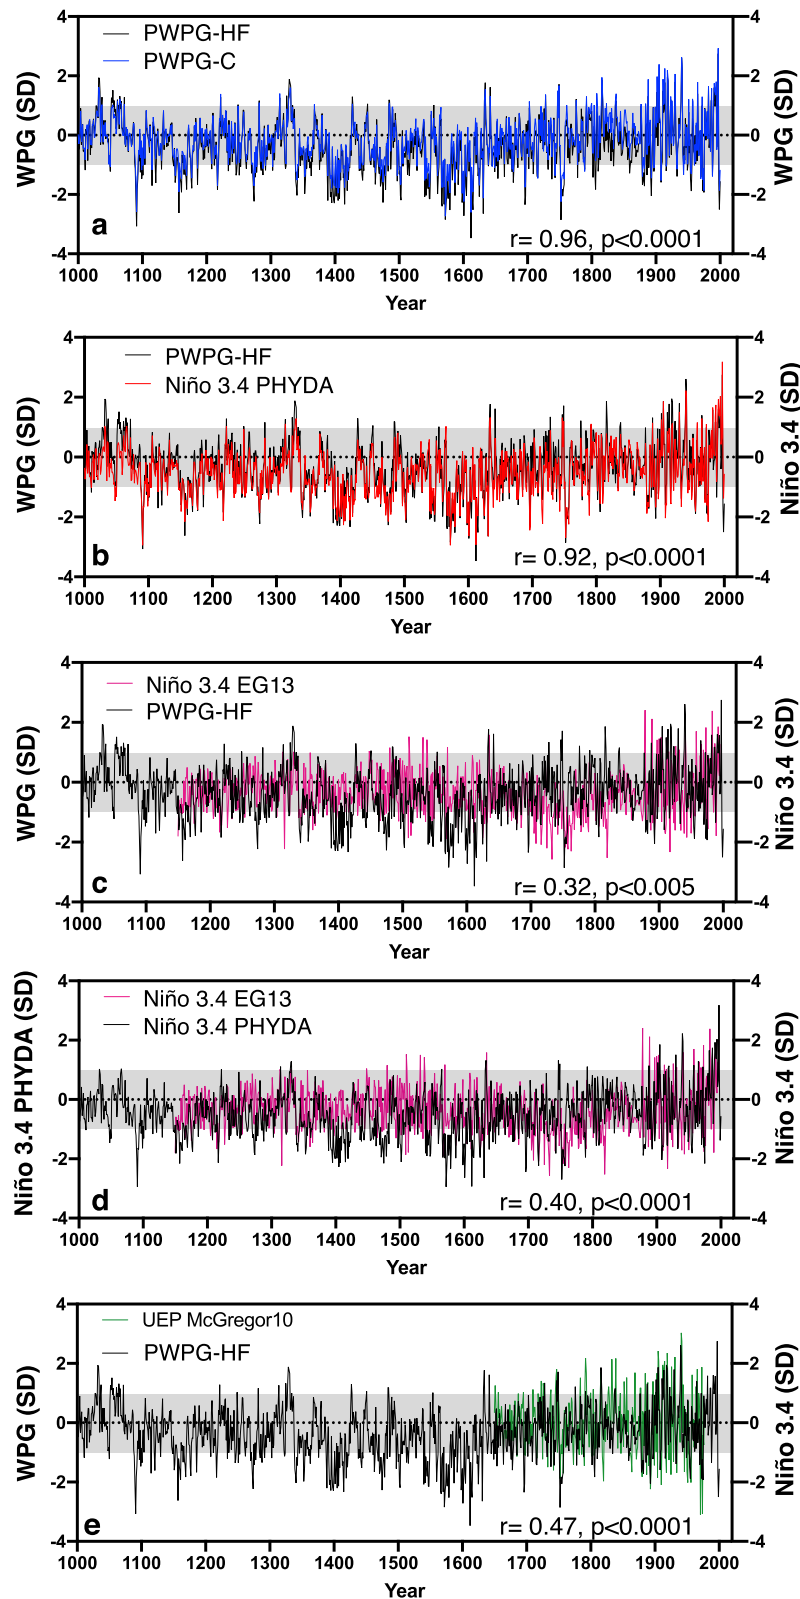 PWPG-HF
PWPG-C
4 4
2 2
0 0
-2 -2
-4 -4
WPG (SD)
WPG (SD)
a
r= 0.96, p<0.0001
1000 1100 1200 1300 1400 1500 1600 1700 1800 1900 2000
Year
PWPG-HF
Niño 3.4 PHYDA
4 4
2 2
0 0
-2 -2
-4 -4
WPG (SD)
Niño 3.4 (SD)
b
r= 0.92, p<0.0001
1000 1100 1200 1300 1400 1500 1600 1700 1800 1900 2000
Year
Niño 3.4 EG13
PWPG-HF
4 4
2 2
0 0
-2 -2
-4 -4
WPG (SD)
Niño 3.4 (SD)
c
r= 0.32, p<0.005
1000 1100 1200 1300 1400 1500 1600 1700 1800 1900 2000
Year
Niño 3.4 EG13
Niño 3.4 PHYDA
4 4
2 2
0 0
-2 -2
-4 -4
Niño 3.4 PHYDA (SD)
Niño 3.4 (SD)
d
r= 0.40, p<0.0001
1000 1100 1200 1300 1400 1500 1600 1700 1800 1900 2000
Year
UEP McGregor10
PWPG-HF
4 4
2 2
0 0
-2 -2
-4 -4
WPG (SD)
Niño 3.4 (SD)
e
r= 0.47, p<0.0001
1000 1100 1200 1300 1400 1500 1600 1700 1800 1900 2000
Year